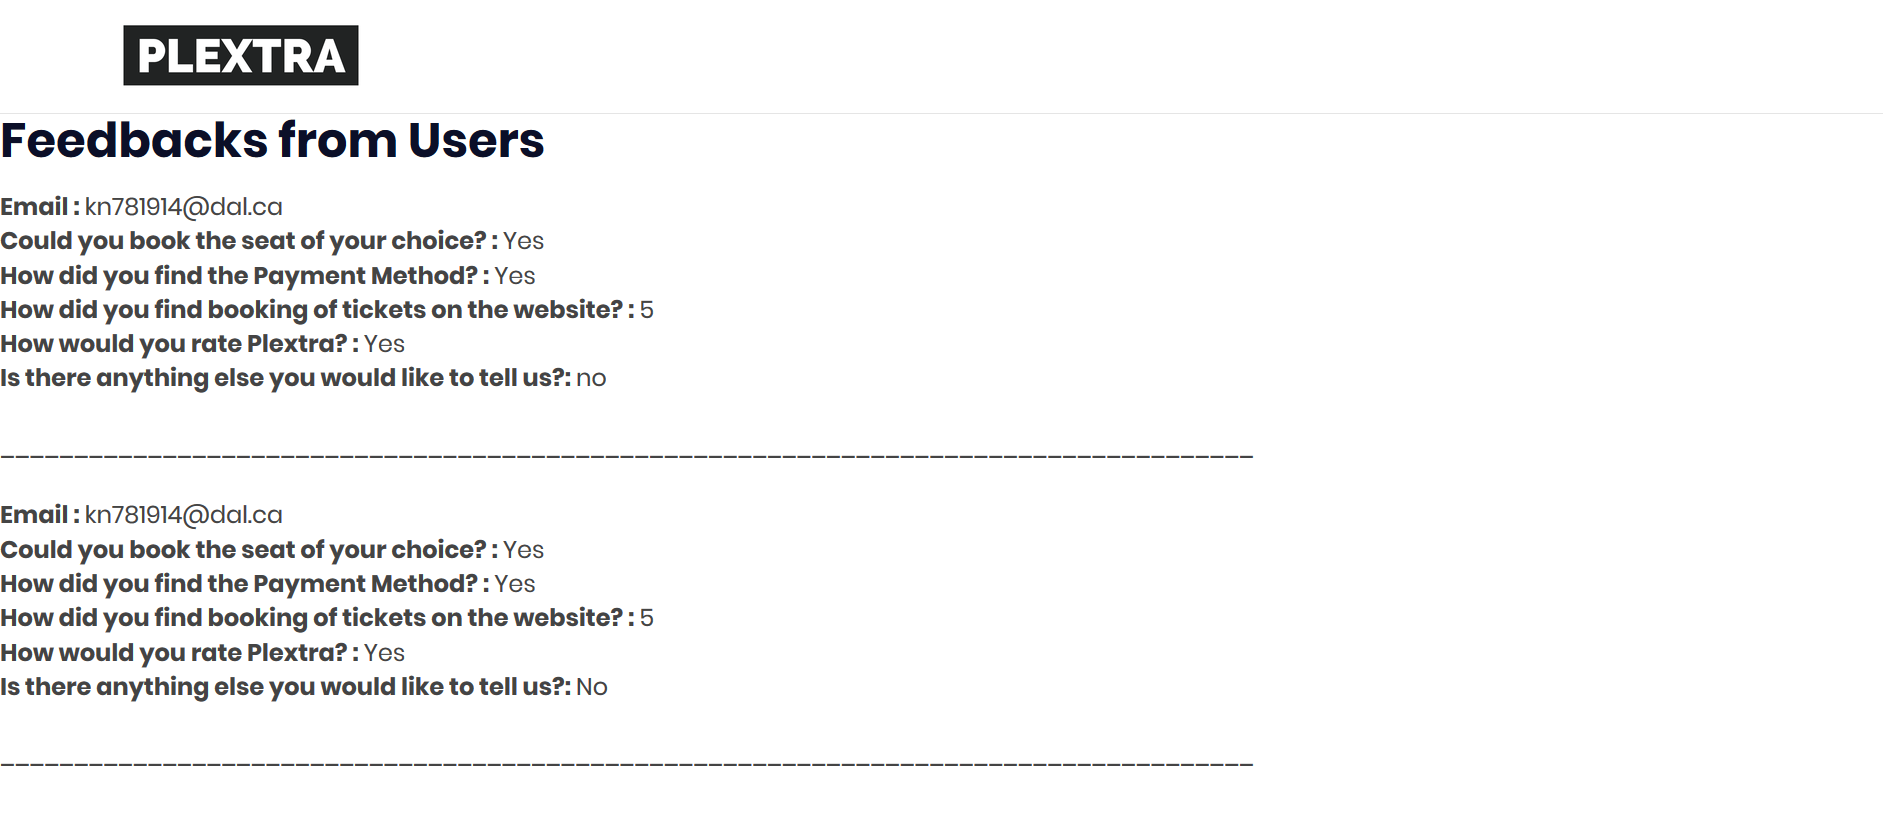 PLEXTRA
Feedbacks from Users
Email : kn781914@dal.ca
Could you book the seat of your choice? : Yes
How did you find the Payment Method? : Yes
How did you find booking of tickets on the website? : 5
How would you rate Plextra? : Yes
Is there anything else you would like to tell us?: no
_____________________________________________________________________________________
Email : kn781914@dal.ca
Could you book the seat of your choice? : Yes
How did you find the Payment Method? : Yes
How did you find booking of tickets on the website? : 5
How would you rate Plextra? : Yes
Is there anything else you would like to tell us?: No
_____________________________________________________________________________________